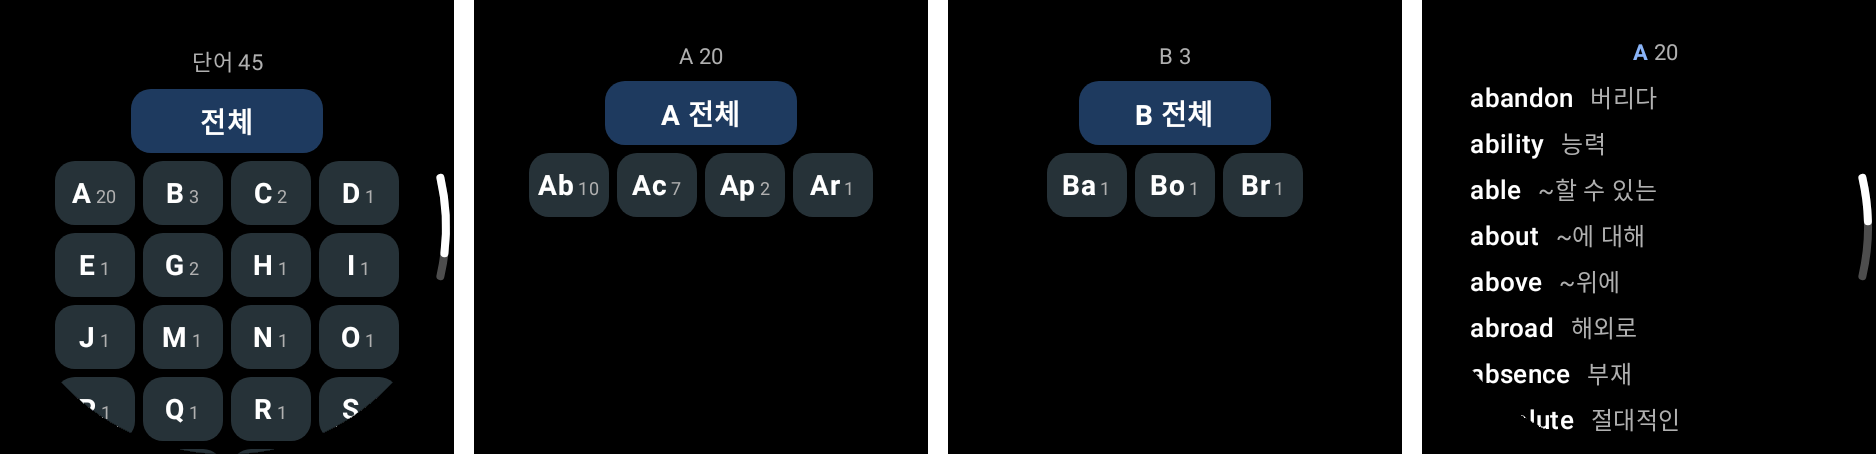 단어 45
전체
A 20 B 3 C 2 D 1
E 1 G 2 H 1 I 1
J 1 M 1 N 1 O 1
1 Q 1 R 1 S
A 20
A 전체
Ab 10 Ac 7 Ap 2 Ar 1
B 3
B 전체
Ba 1 Bo 1 Br 1
A 20
abandon 버리다
ability 능력
able ~할 수 있는
about ~에 대해
above ~위에
abroad 해외로
absence 부재
절대적인